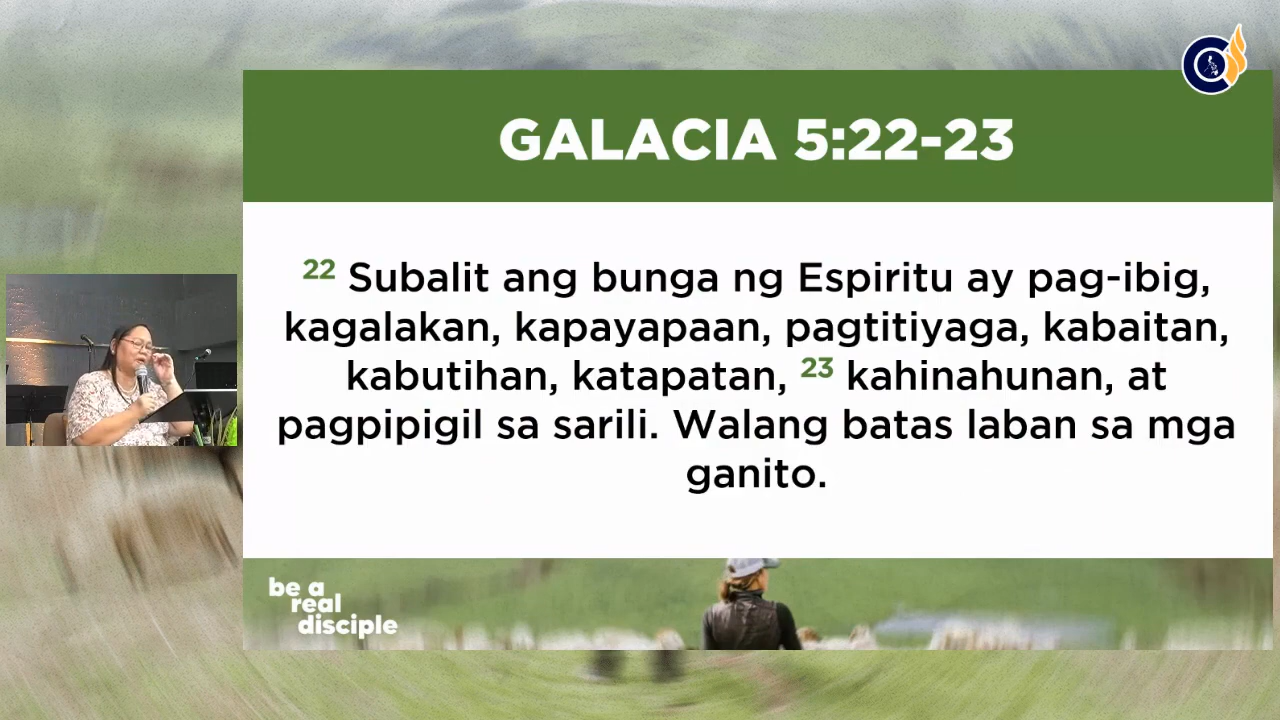 GALACIA 5:22-23
22 Subalit ang bunga ng Espiritu ay pag-ibig,
kagalakan, kapayapaan, pagtitiyaga, kabaitan,
kabutihan, katapatan, 23 kahinahunan, at
pagpipigil sa sarili. Walang batas laban sa mga
ganito.
be a
real
disciple